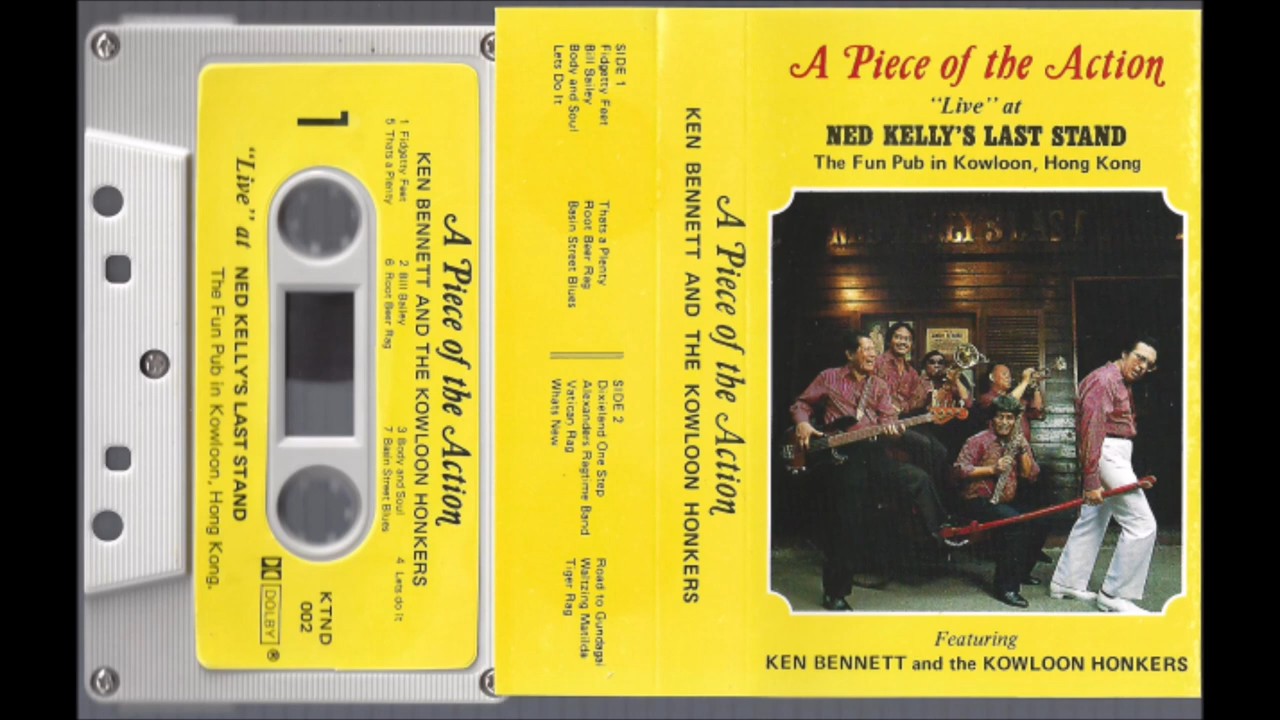 1
A Piece of the Action
KEN BENNETT AND THE KOWLOON HONKERS
1 Fidgetty Feet 2 Bill Bailey 3 Body and Soul 4 Lets do It
5 Thats a Plenty 6 Root Beer Rag 7 Basin Street Blues
"Live" at NED KELLY'S LAST STAND
The Fun Pub in Kowloon, Hong Kong.
KTND
002
DOLBY ®
SIDE 1
Fidgetty Feet
Bill Bailey
Body and Soul
Lets Do It
Thats a Plenty
Root Beer Rag
Basin Street Blues
SIDE 2
Dixieland One Step
Alexanders Ragtime Band
Vatican Rag
Whats New
Road to Gundagai
Waltzing Matilda
Tiger Rag
A Piece of the Action
KEN BENNETT AND THE KOWLOON HONKERS
A Piece of the Action
"Live" at
NED KELLY'S LAST STAND
The Fun Pub in Kowloon, Hong Kong
Featuring
KEN BENNETT and the KOWLOON HONKERS